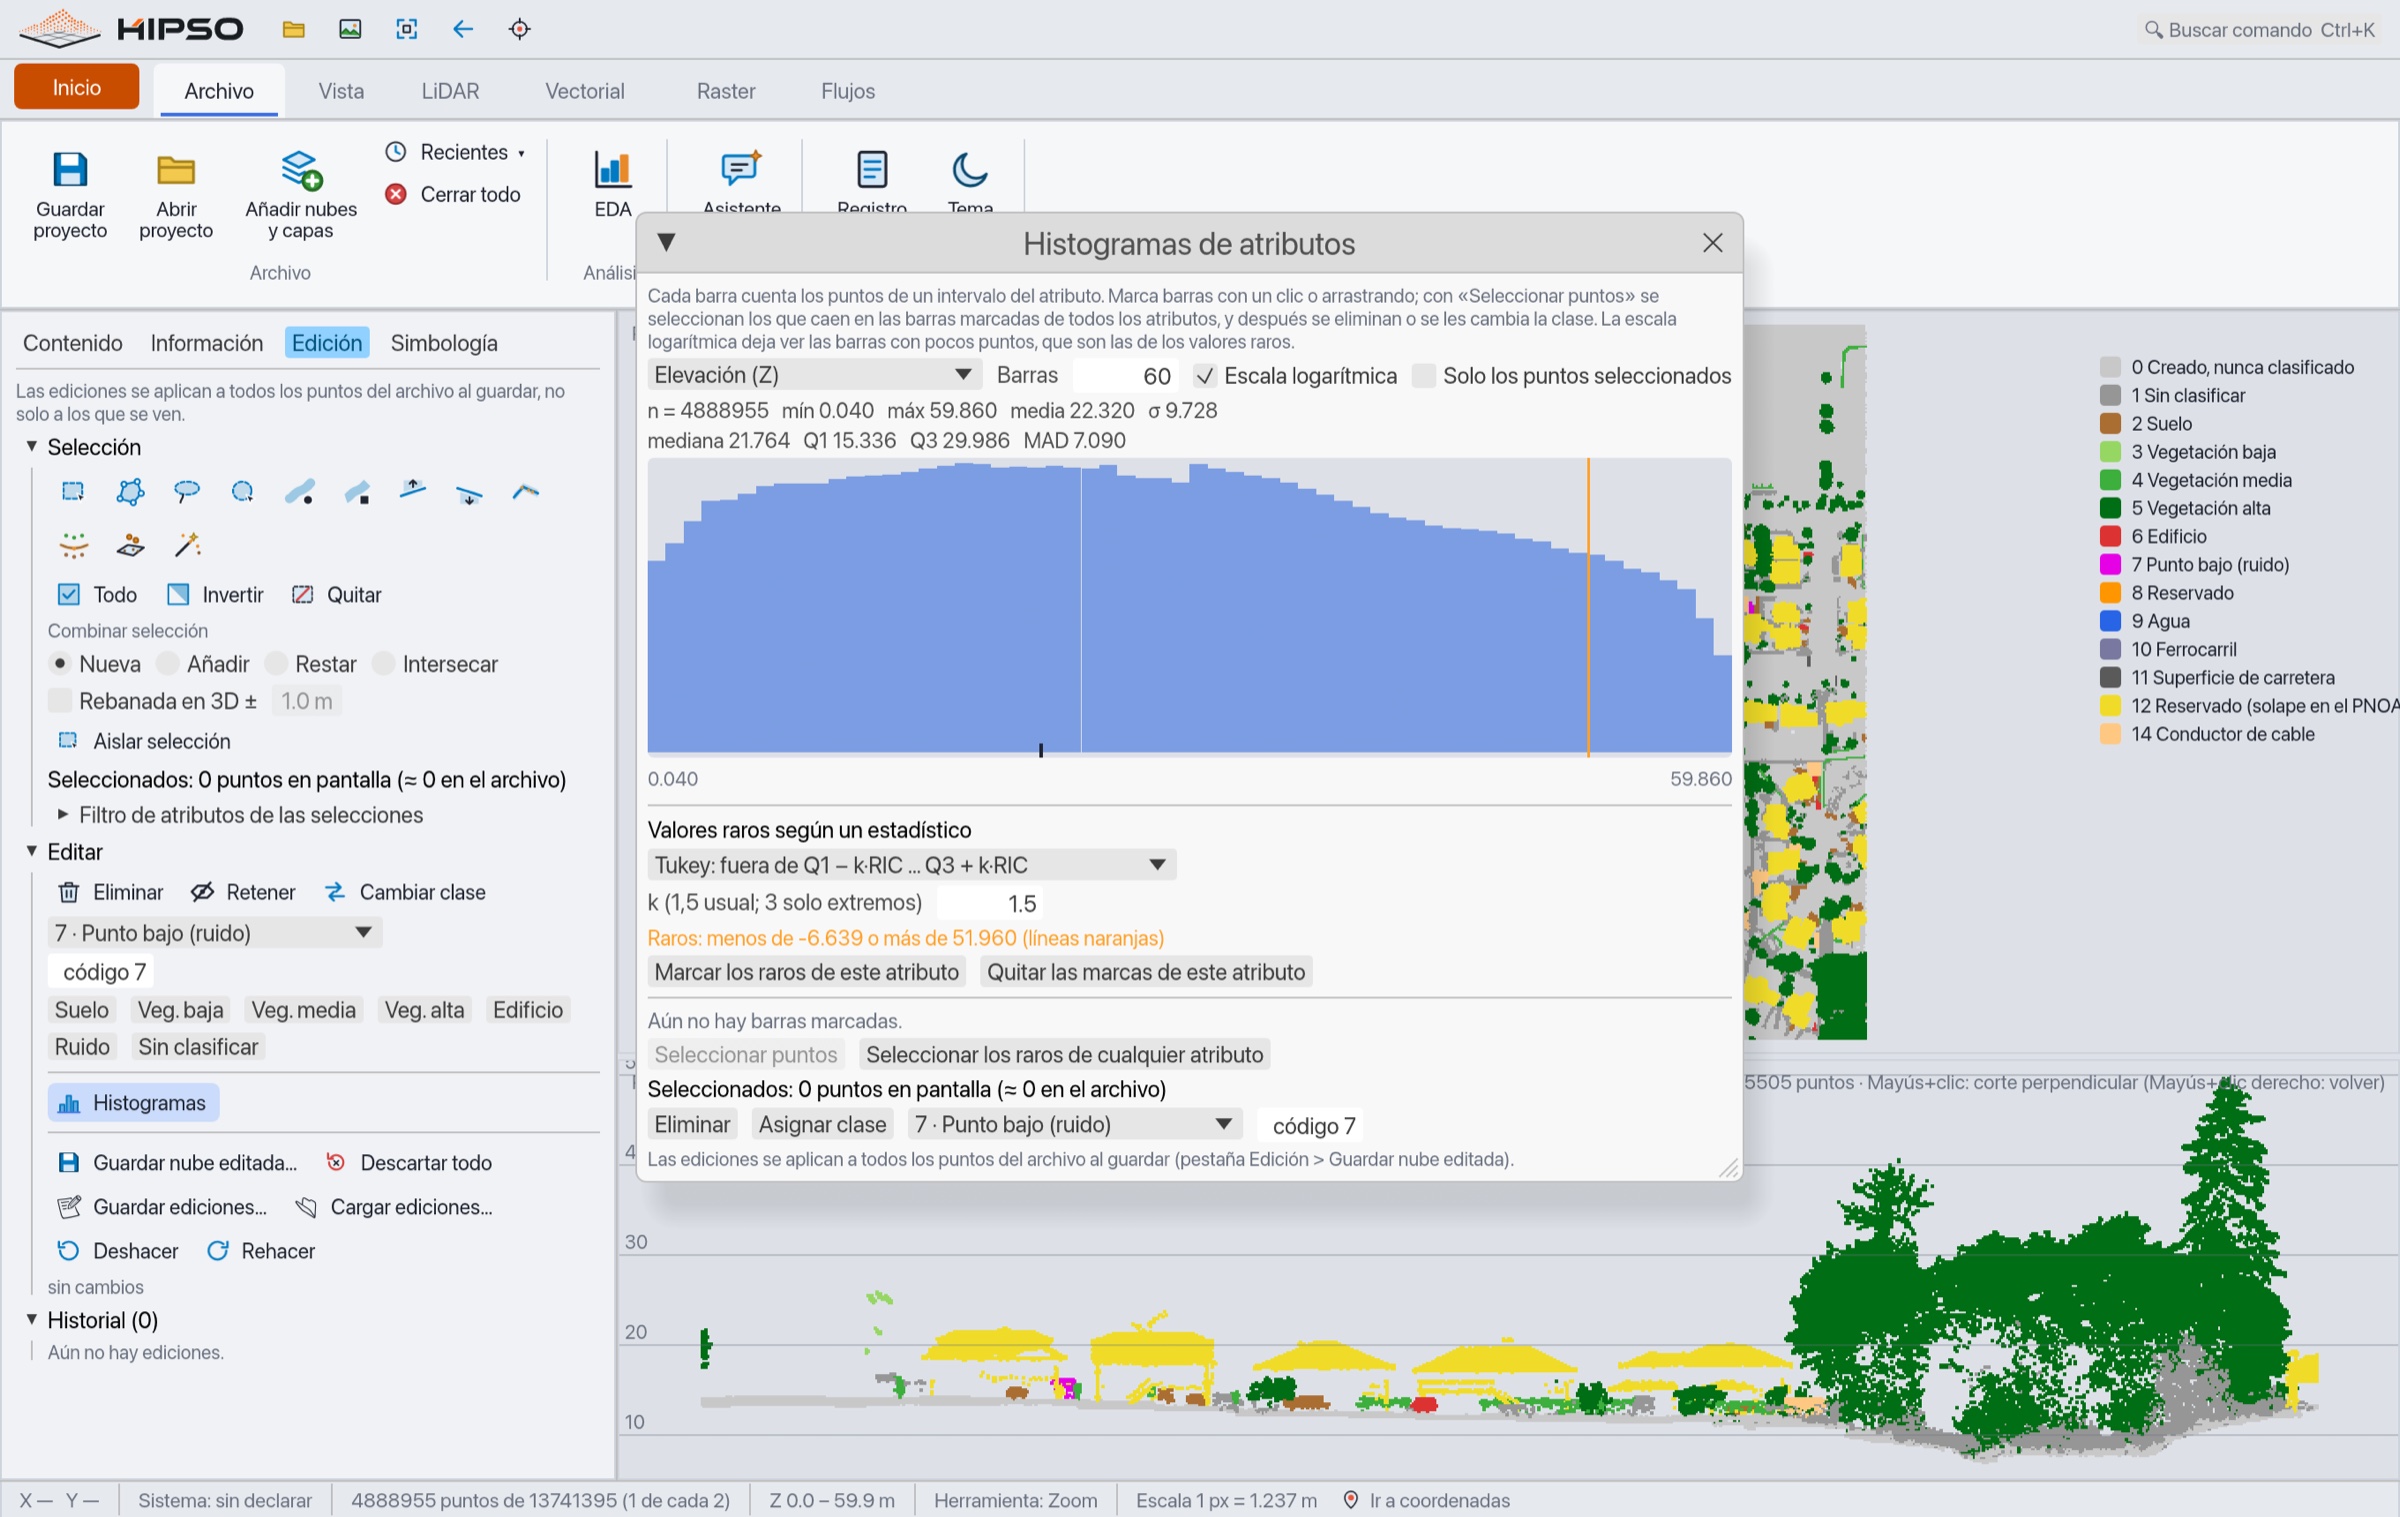 HIPSO
Buscar comando Ctrl+K
Inicio
Archivo
Vista
LiDAR
Vectorial
Raster
Flujos
Guardar proyecto
Abrir proyecto
Añadir nubes y capas
Recientes
Cerrar todo
Archivo
EDA
Asistente
Registro
Tema
Contenido
Información
Edición
Simbología
Las ediciones se aplican a todos los puntos del archivo al guardar, no
solo a los que se ven.
Selección
Todo
Invertir
Quitar
Combinar selección
Nueva
Añadir
Restar
Intersecar
Rebanada en 3D ± 1.0 m
Aislar selección
Seleccionados: 0 puntos en pantalla (≈ 0 en el archivo)
Filtro de atributos de las selecciones
Editar
Eliminar
Retener
Cambiar clase
7 · Punto bajo (ruido)
código 7
Suelo
Veg. baja
Veg. media
Veg. alta
Edificio
Ruido
Sin clasificar
Histogramas
Guardar nube editada...
Descartar todo
Guardar ediciones...
Cargar ediciones...
Deshacer
Rehacer
sin cambios
Historial (0)
Aún no hay ediciones.
Histogramas de atributos
Cada barra cuenta los puntos de un intervalo del atributo. Marca barras con un clic o arrastrando; con «Seleccionar puntos» se
seleccionan los que caen en las barras marcadas de todos los atributos, y después se eliminan o se les cambia la clase. La escala
logarítmica deja ver las barras con pocos puntos, que son las de los valores raros.
Elevación (Z)
Barras 60
Escala logarítmica
Solo los puntos seleccionados
n = 4888955 mín 0.040 máx 59.860 media 22.320 σ 9.728
mediana 21.764 Q1 15.336 Q3 29.986 MAD 7.090
0.040
59.860
Valores raros según un estadístico
Tukey: fuera de Q1 – k·RIC ... Q3 + k·RIC
k (1,5 usual; 3 solo extremos) 1.5
Raros: menos de -6.639 o más de 51.960 (líneas naranjas)
Marcar los raros de este atributo
Quitar las marcas de este atributo
Aún no hay barras marcadas.
Seleccionar puntos
Seleccionar los raros de cualquier atributo
Seleccionados: 0 puntos en pantalla (≈ 0 en el archivo)
Eliminar
Asignar clase
7 · Punto bajo (ruido)
código 7
Las ediciones se aplican a todos los puntos del archivo al guardar (pestaña Edición > Guardar nube editada).
0 Creado, nunca clasificado
1 Sin clasificar
2 Suelo
3 Vegetación baja
4 Vegetación media
5 Vegetación alta
6 Edificio
7 Punto bajo (ruido)
8 Reservado
9 Agua
10 Ferrocarril
11 Superficie de carretera
12 Reservado (solape en el PNOA
14 Conductor de cable
5505 puntos · Mayús+clic: corte perpendicular (Mayús+clic derecho: volver)
30
20
10
X — Y —
Sistema: sin declarar
4888955 puntos de 13741395 (1 de cada 2)
Z 0.0 – 59.9 m
Herramienta: Zoom
Escala 1 px = 1.237 m
Ir a coordenadas